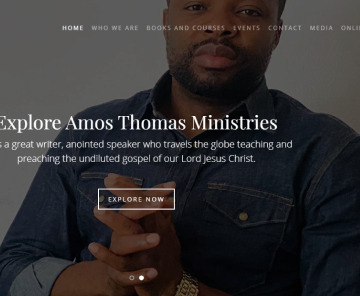 HOME WHO WE ARE BOOKS AND COURSES EVENTS CONTACT MEDIA
Explore Amos Thomas Ministries
a great writer, anointed speaker who travels the globe teaching and
preaching the undiluted gospel of our Lord Jesus Christ.
EXPLORE NOW